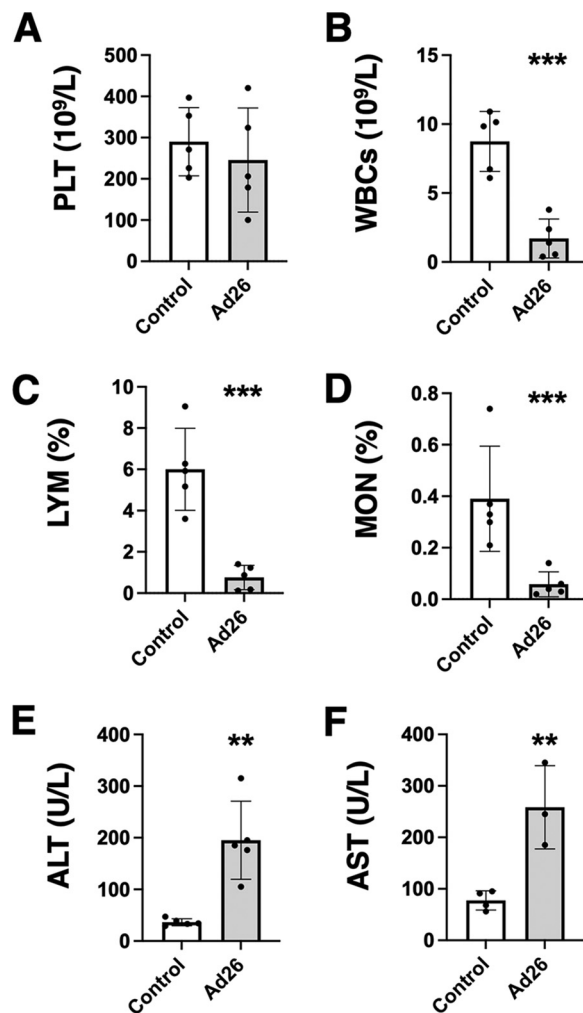 A
PLT (10⁹/L)
500
400
300
200
100
0
Control
Ad26
B
WBCs (10⁹/L)
15
10
5
0
***
Control
Ad26
C
LYM (%)
10
8
6
4
2
0
***
Control
Ad26
D
MON (%)
0.8
0.6
0.4
0.2
0.0
***
Control
Ad26
E
ALT (U/L)
400
300
200
100
0
**
Control
Ad26
F
AST (U/L)
400
300
200
100
0
**
Control
Ad26